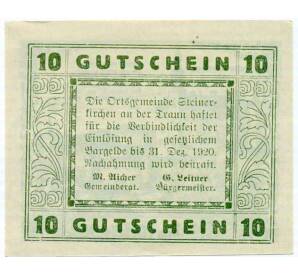 10 GUTSCHEIN 10
Die Ortsgemeinde Steiner-
kirchen an der Traun haftet
für die Verbindlichkeit der
Einlösung in gesetzlichem
Bargelde bis 31. Dez. 1920.
Nachahmung wird bestraft.
M. Aicher G. Leitner
Gemeinderat. Bürgermeister.
10 GUTSCHEIN 10